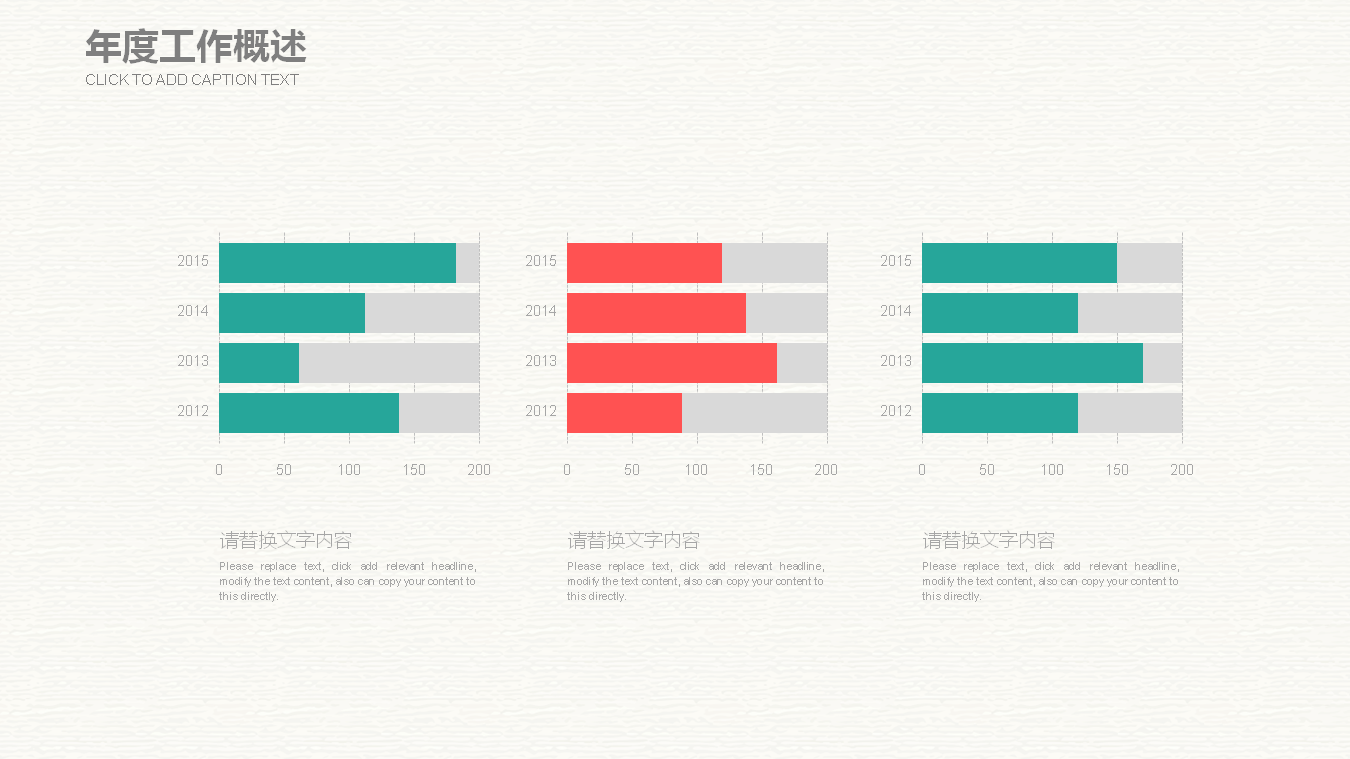 年度工作概述
CLICK TO ADD CAPTION TEXT
2015
2014
2013
2012
0 50 100 150 200
请替换文字内容
Please replace text, click add relevant headline,
modify the text content, also can copy your content to
this directly.
2015
2014
2013
2012
0 50 100 150 200
请替换文字内容
Please replace text, click add relevant headline,
modify the text content, also can copy your content to
this directly.
2015
2014
2013
2012
0 50 100 150 200
请替换文字内容
Please replace text, click add relevant headline,
modify the text content, also can copy your content to
this directly.